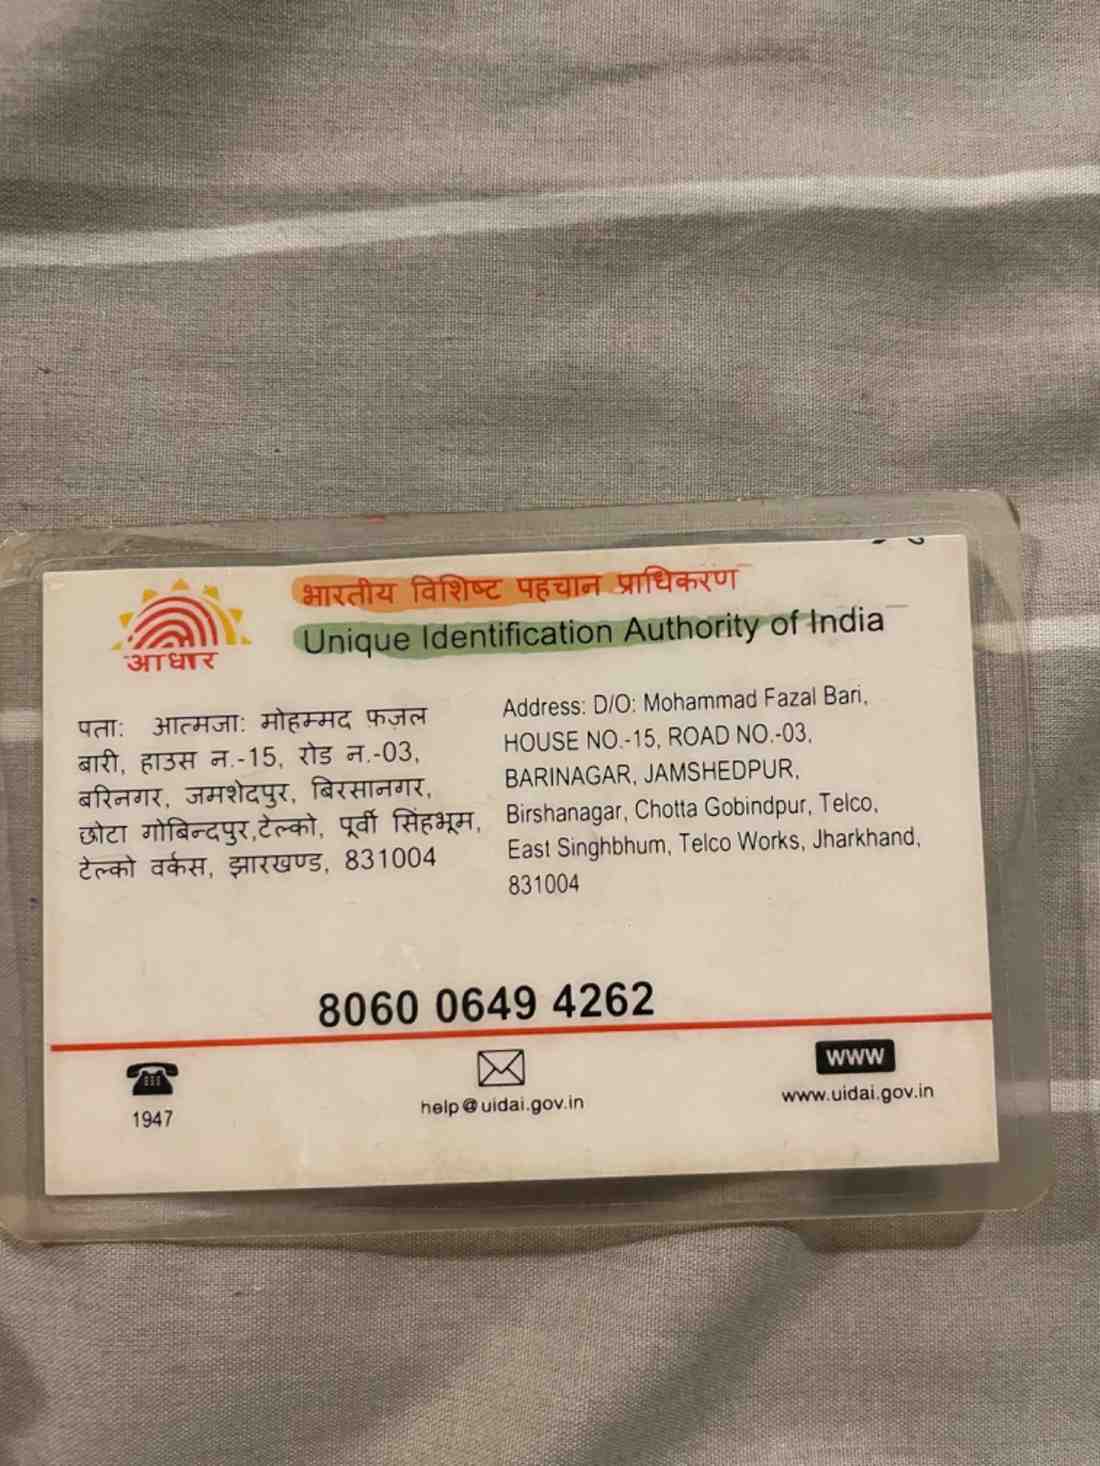 भारतीय विशिष्ट पहचान प्राधिकरण
Unique Identification Authority of India
आधार
पता: आत्मजा: मोहम्मद फ़ज़ल
बारी, हाउस न.-15, रोड न.-03,
बरिनगर, जमशेदपुर, बिरसानगर,
छोटा गोबिन्दपुर,टेल्को, पूर्वी सिंहभूम,
टेल्को वर्कस, झारखण्ड, 831004
Address: D/O: Mohammad Fazal Bari,
HOUSE NO.-15, ROAD NO.-03,
BARINAGAR, JAMSHEDPUR,
Birshanagar, Chotta Gobindpur, Telco,
East Singhbhum, Telco Works, Jharkhand,
831004
8060 0649 4262
1947
help@uidai.gov.in
www
www.uidai.gov.in